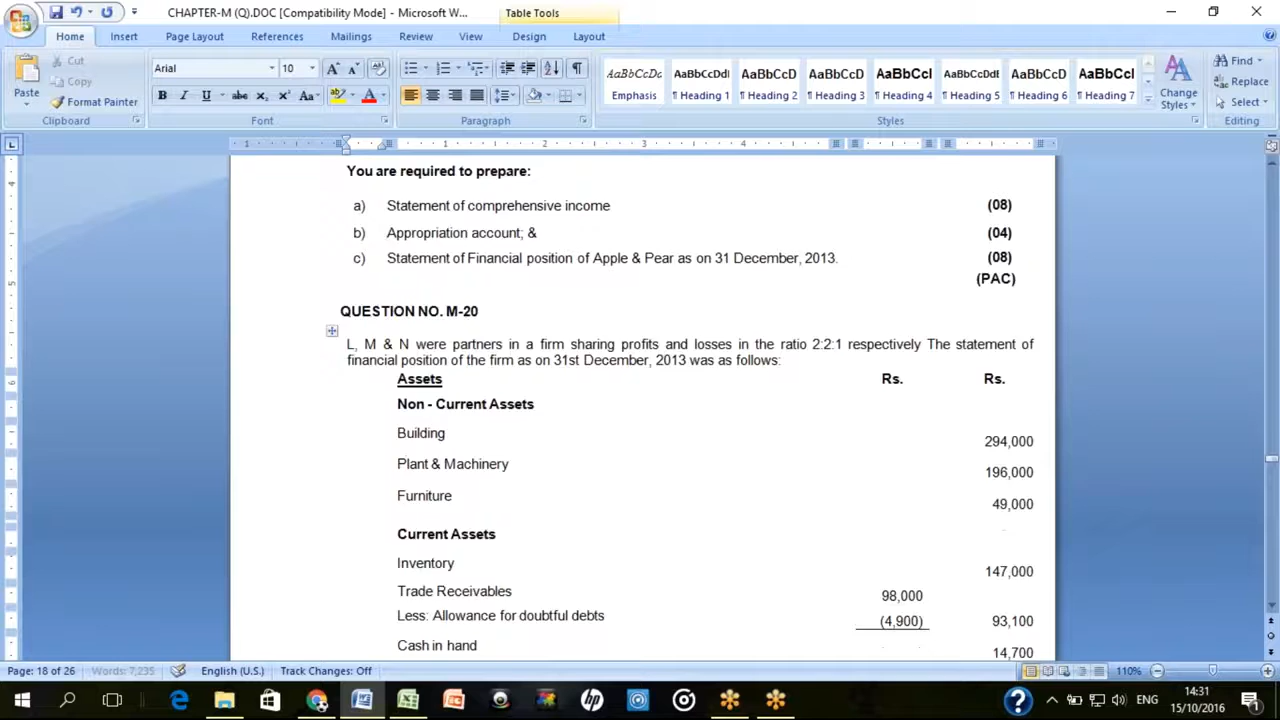 CHAPTER-M (Q).DOC [Compatibility Mode] - Microsoft W...
Table Tools
Home Insert Page Layout References Mailings Review View Design Layout
Paste
Cut
Copy
Format Painter
Clipboard
Arial 10
B I U abc X₂ X² Aa
Font
Paragraph
AaBbCcDc AaBbCcDdI AaBbCcD AaBbCcD AaBbCcI AaBbCcDdE AaBbCcD AaBbCcI
Emphasis ¶ Heading 1 ¶ Heading 2 ¶ Heading 3 ¶ Heading 4 ¶ Heading 5 ¶ Heading 6 ¶ Heading 7
Styles
Change Styles
Find
Replace
Select
Editing
You are required to prepare:
a) Statement of comprehensive income (08)
b) Appropriation account; & (04)
c) Statement of Financial position of Apple & Pear as on 31 December, 2013. (08)
(PAC)
QUESTION NO. M-20
L, M & N were partners in a firm sharing profits and losses in the ratio 2:2:1 respectively The statement of
financial position of the firm as on 31st December, 2013 was as follows:
Assets Rs. Rs.
Non - Current Assets
Building 294,000
Plant & Machinery 196,000
Furniture 49,000
Current Assets
Inventory 147,000
Trade Receivables 98,000
Less: Allowance for doubtful debts (4,900) 93,100
Cash in hand 14,700
Page: 18 of 26 Words: 7,235 English (U.S.) Track Changes: Off 110%
ENG
14:31
15/10/2016